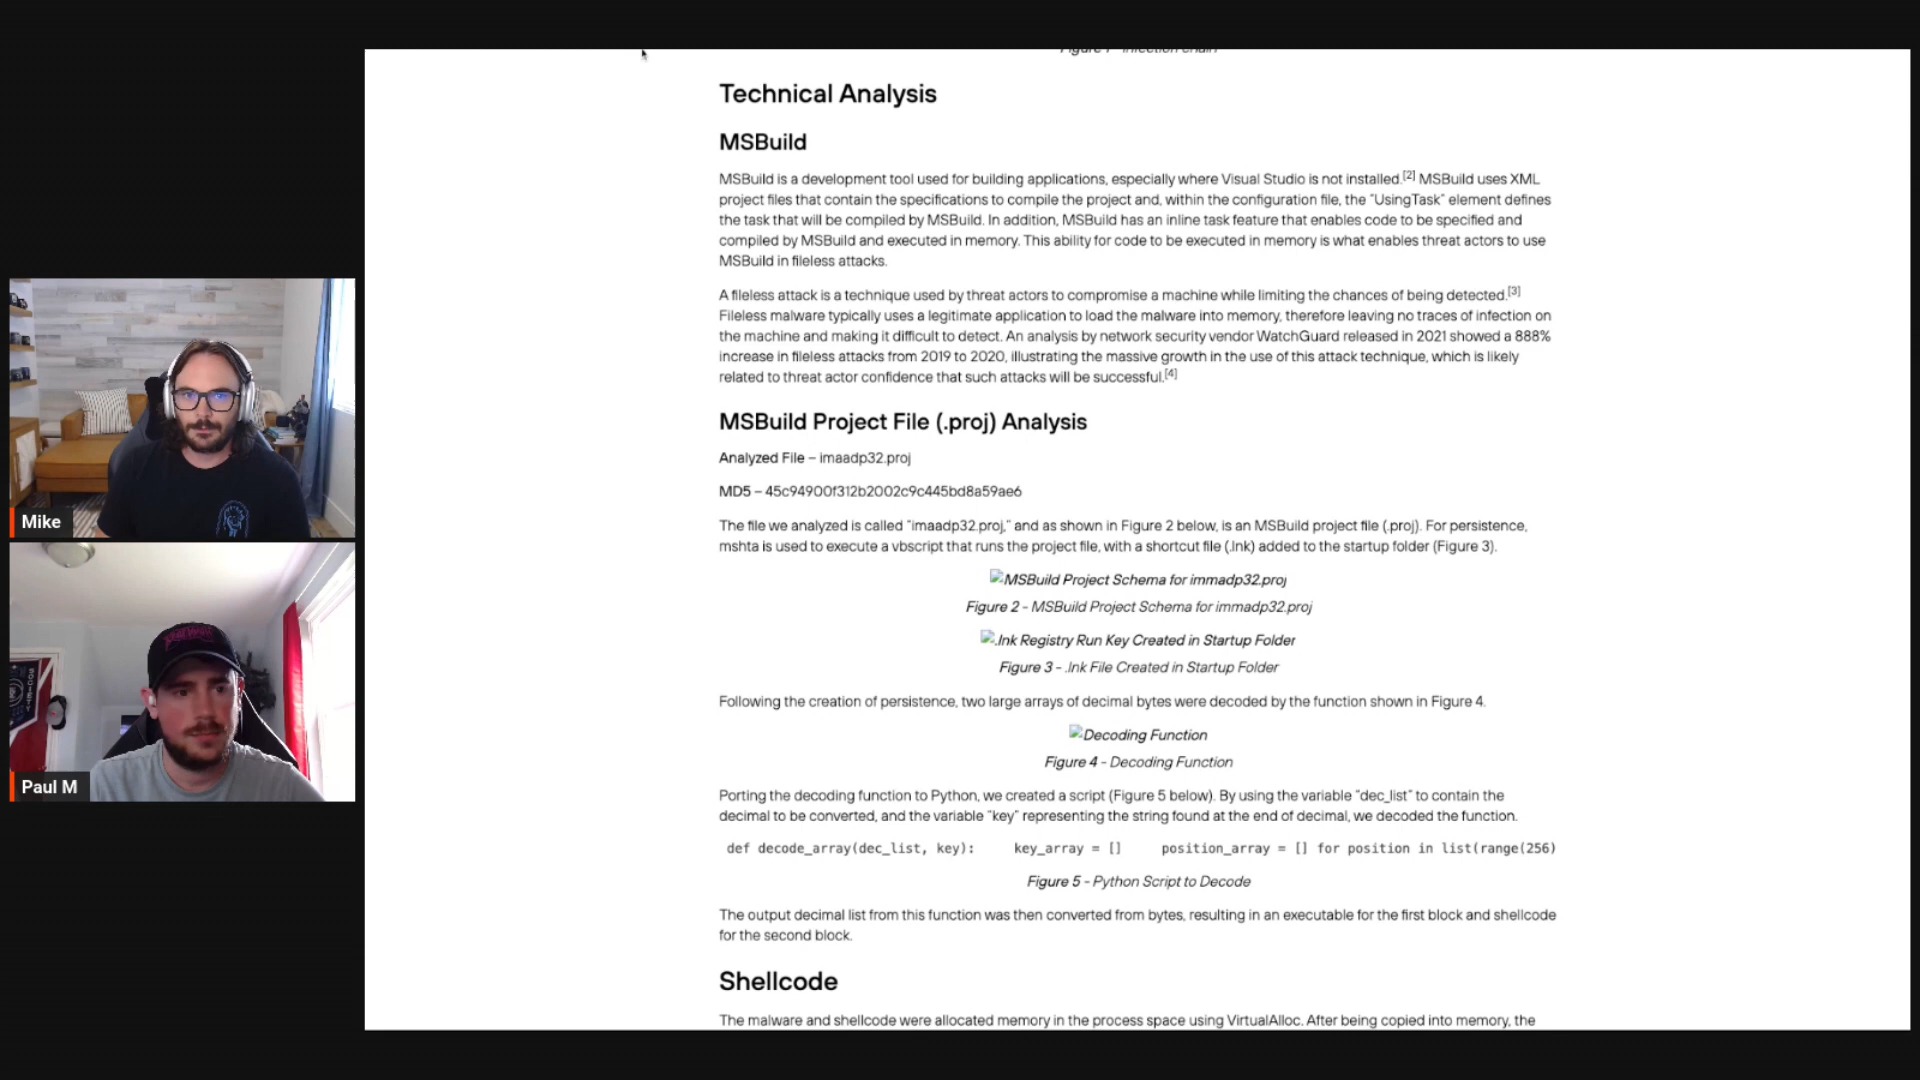 Figure 1 - Infection Chain
Technical Analysis
MSBuild
MSBuild is a development tool used for building applications, especially where Visual Studio is not installed.[2] MSBuild uses XML
project files that contain the specifications to compile the project and, within the configuration file, the "UsingTask" element defines
the task that will be compiled by MSBuild. In addition, MSBuild has an inline task feature that enables code to be specified and
compiled by MSBuild and executed in memory. This ability for code to be executed in memory is what enables threat actors to use
MSBuild in fileless attacks.
A fileless attack is a technique used by threat actors to compromise a machine while limiting the chances of being detected.[3]
Fileless malware typically uses a legitimate application to load the malware into memory, therefore leaving no traces of infection on
the machine and making it difficult to detect. An analysis by network security vendor WatchGuard released in 2021 showed a 888%
increase in fileless attacks from 2019 to 2020, illustrating the massive growth in the use of this attack technique, which is likely
related to threat actor confidence that such attacks will be successful.[4]
MSBuild Project File (.proj) Analysis
Analyzed File – imaadp32.proj
MD5 – 45c94900f312b2002c9c445bd8a59ae6
The file we analyzed is called "imaadp32.proj," and as shown in Figure 2 below, is an MSBuild project file (.proj). For persistence,
mshta is used to execute a vbscript that runs the project file, with a shortcut file (.lnk) added to the startup folder (Figure 3).
MSBuild Project Schema for immadp32.proj
Figure 2 - MSBuild Project Schema for immadp32.proj
.lnk Registry Run Key Created in Startup Folder
Figure 3 - .lnk File Created in Startup Folder
Following the creation of persistence, two large arrays of decimal bytes were decoded by the function shown in Figure 4.
Decoding Function
Figure 4 - Decoding Function
Porting the decoding function to Python, we created a script (Figure 5 below). By using the variable "dec_list" to contain the
decimal to be converted, and the variable "key" representing the string found at the end of decimal, we decoded the function.
def decode_array(dec_list, key):     key_array = []     position_array = [] for position in list(range(256)
Figure 5 - Python Script to Decode
The output decimal list from this function was then converted from bytes, resulting in an executable for the first block and shellcode
for the second block.
Shellcode
The malware and shellcode were allocated memory in the process space using VirtualAlloc. After being copied into memory, the
Mike
Paul M